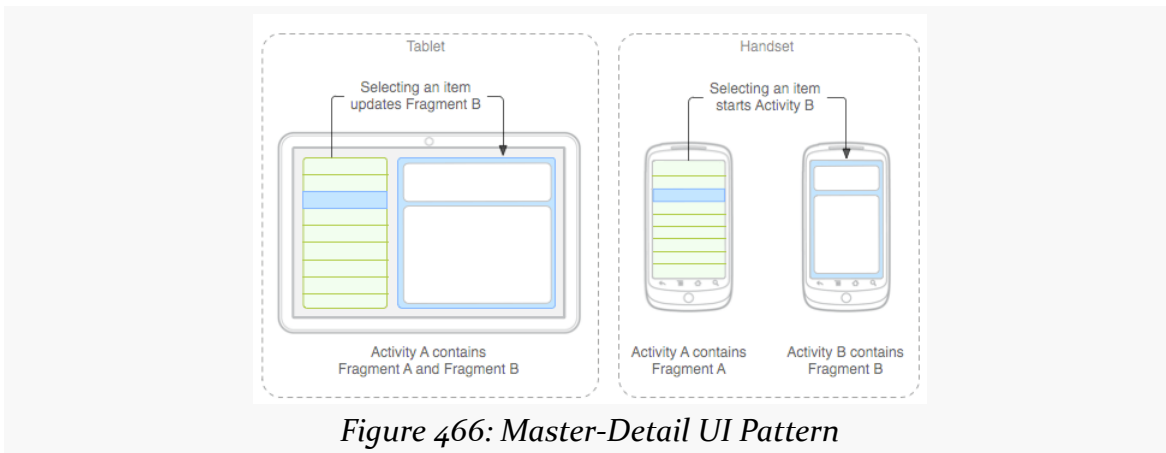 Tablet
Selecting an item
updates Fragment B
Activity A contains
Fragment A and Fragment B
Handset
Selecting an item
starts Activity B
Activity A contains
Fragment A
Activity B contains
Fragment B
Figure 466: Master-Detail UI Pattern